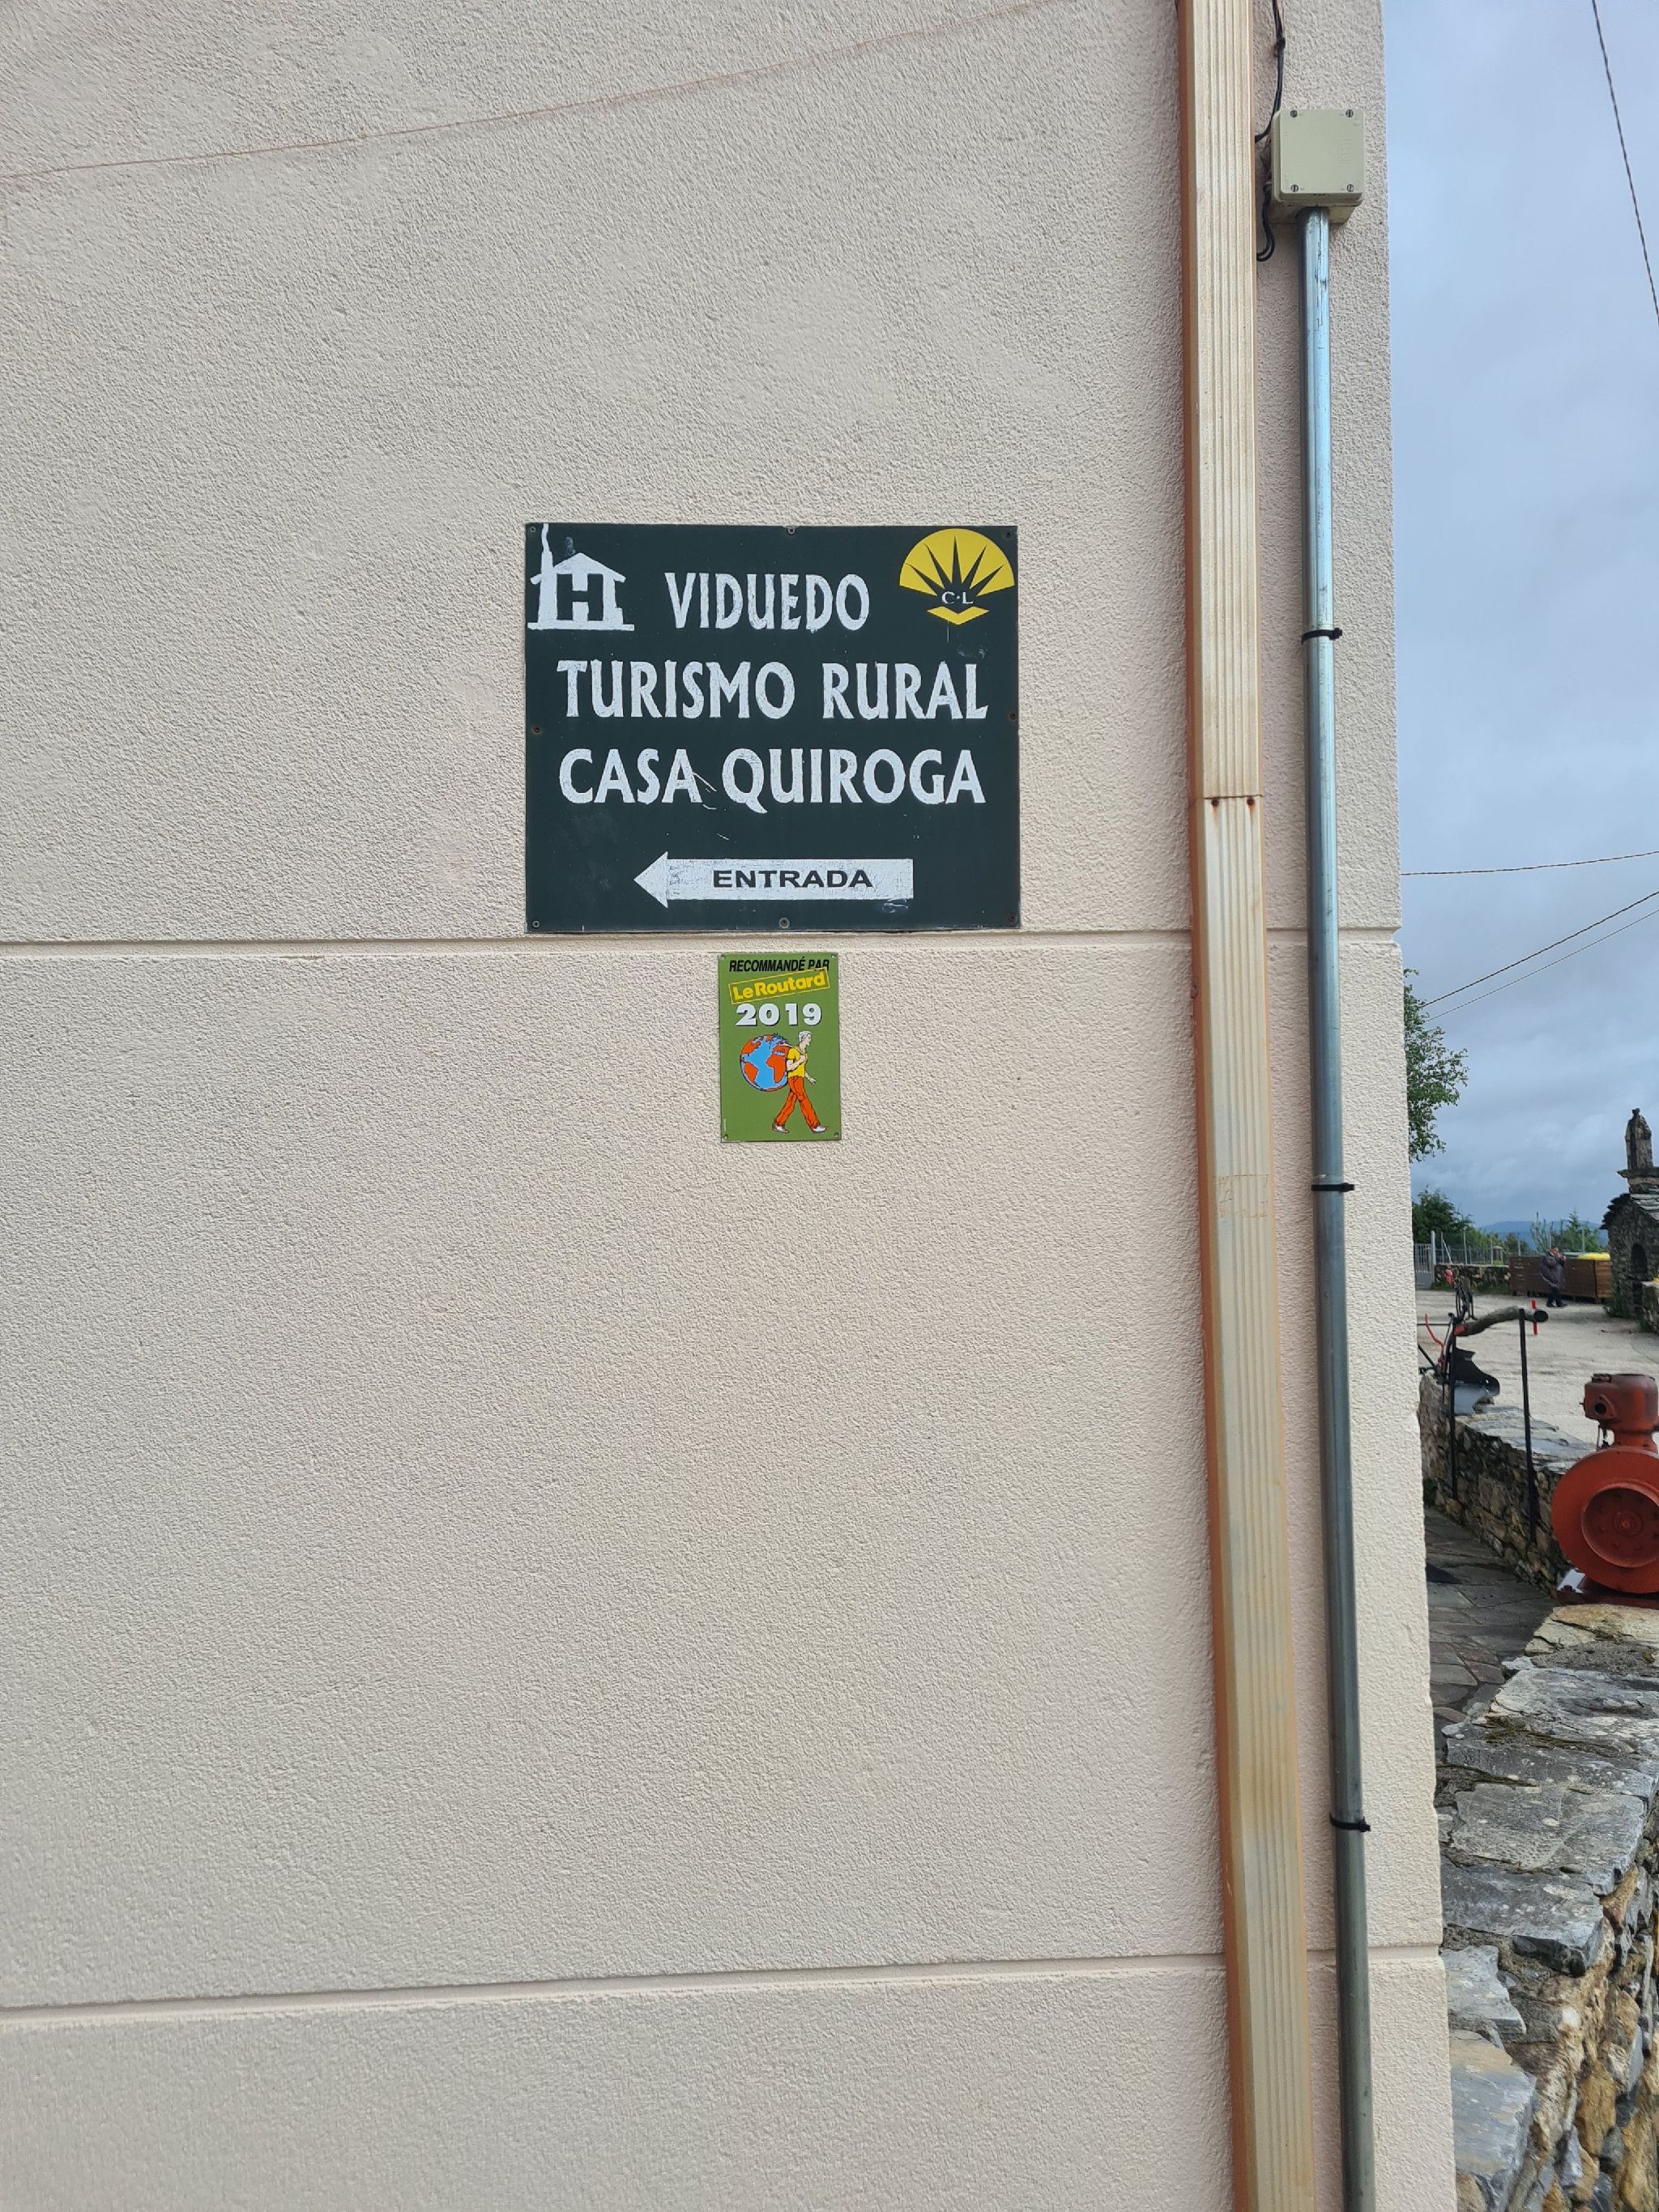 H
VIDUEDO
C·L
TURISMO RURAL
CASA QUIROGA
ENTRADA
RECOMMANDÉ PAR
Le Routard
2019